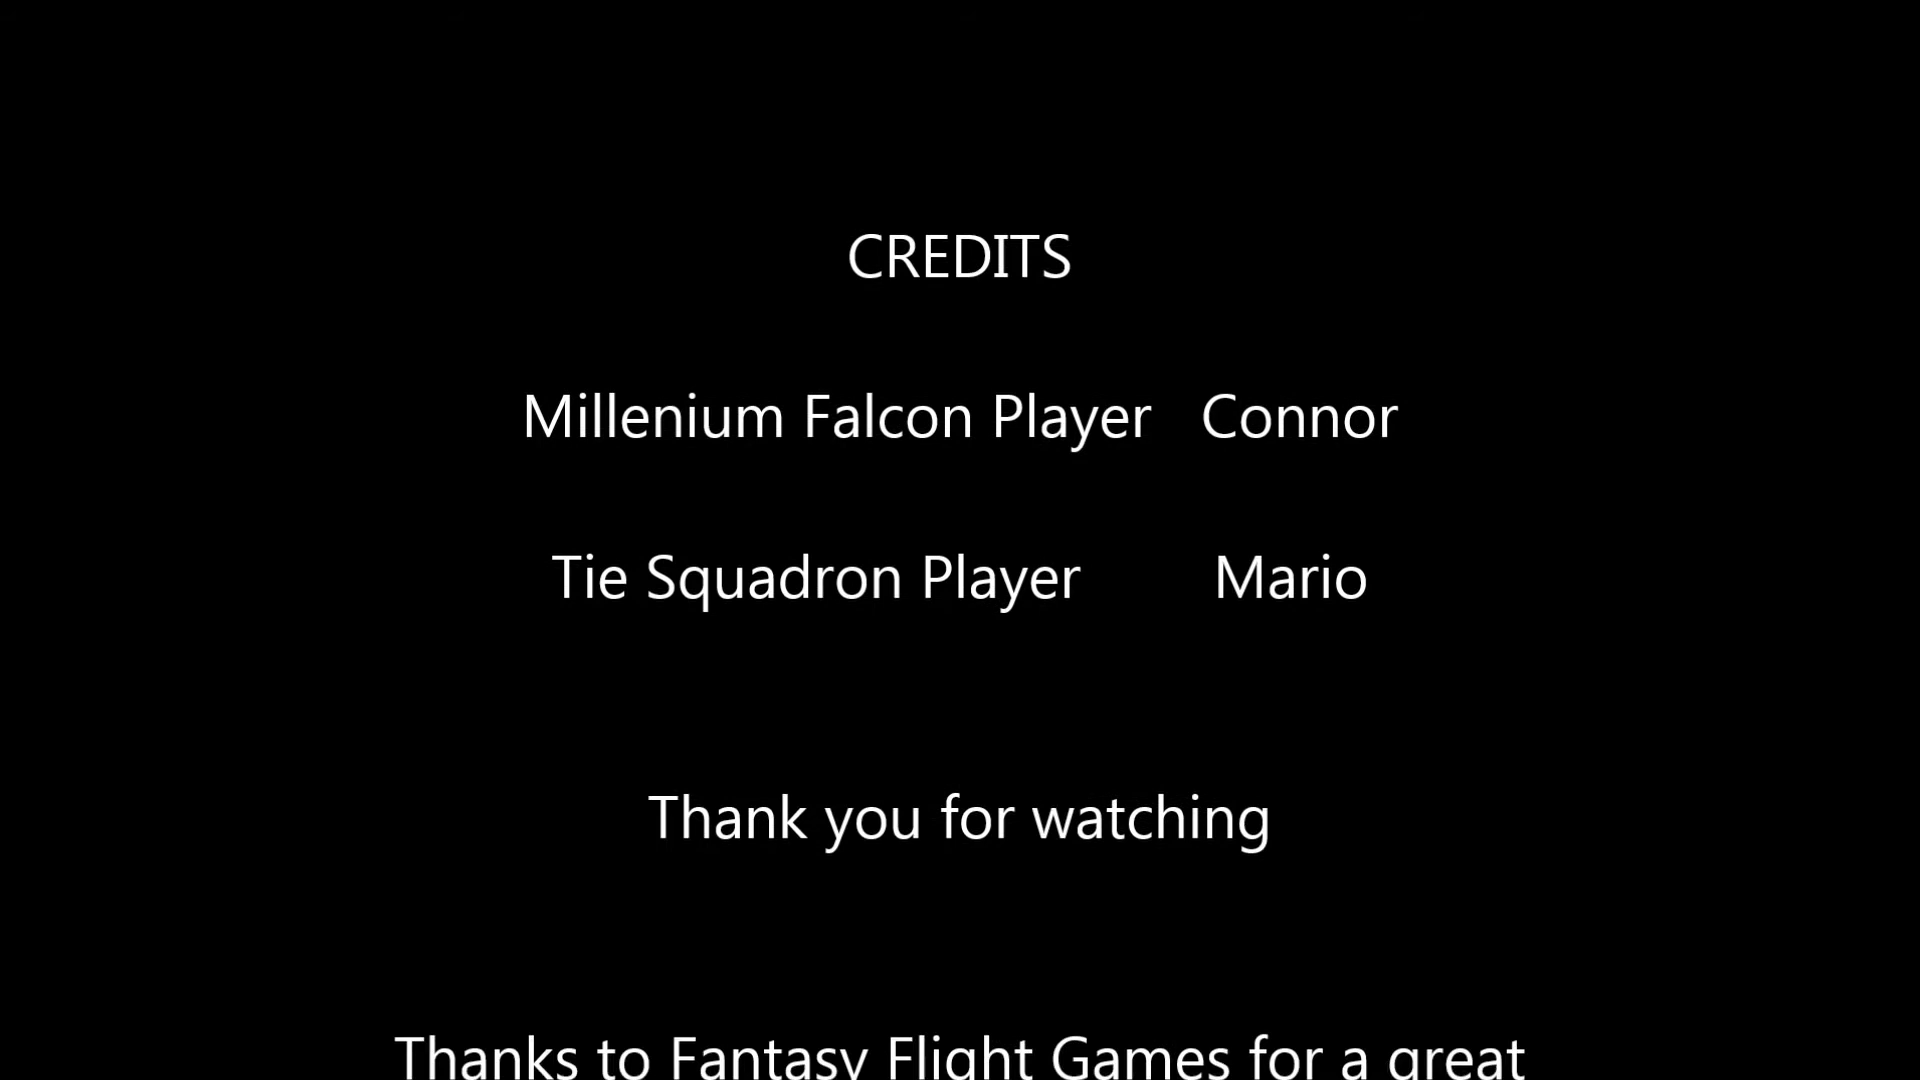 CREDITS
Millenium Falcon Player Connor
Tie Squadron Player Mario
Thank you for watching
Thanks to Fantasy Flight Games for a great